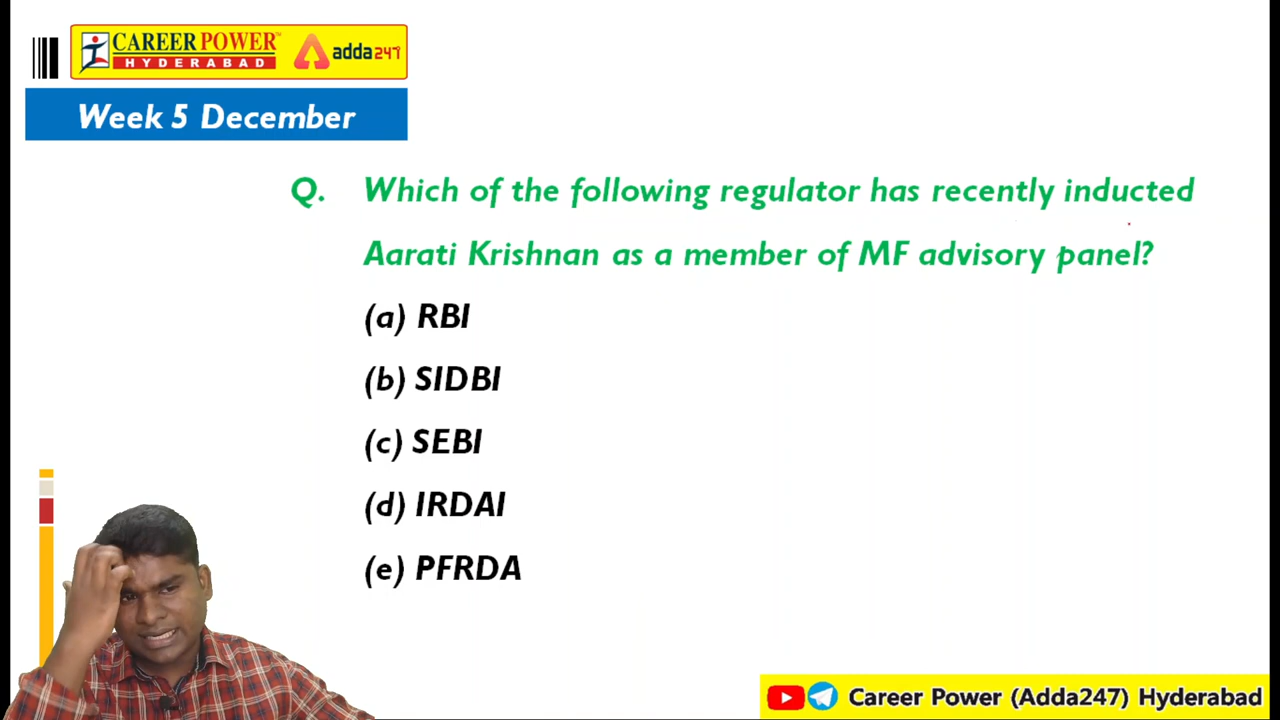 CAREER POWER™
HYDERABAD
adda247
Week 5 December
Q. Which of the following regulator has recently inducted
Aarati Krishnan as a member of MF advisory panel?
(a) RBI
(b) SIDBI
(c) SEBI
(d) IRDAI
(e) PFRDA
Career Power (Adda247) Hyderabad